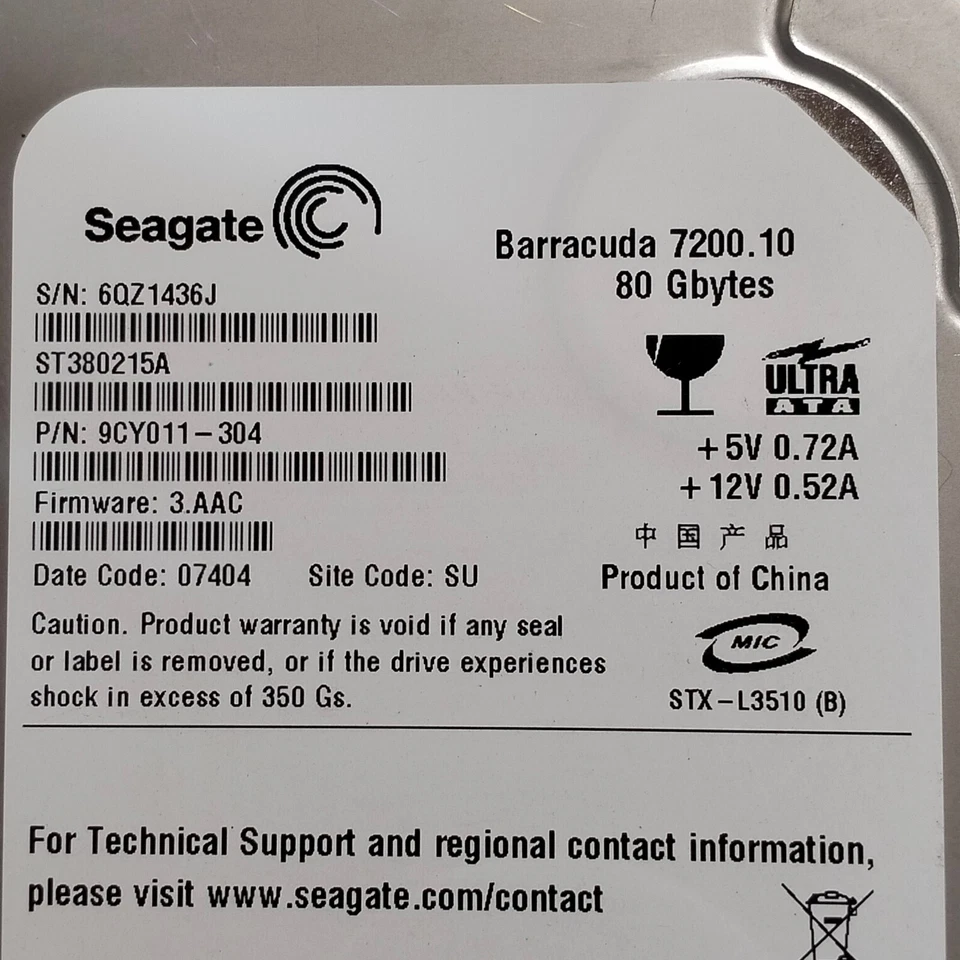 Seagate
Barracuda 7200.10
80 Gbytes
S/N: 6QZ1436J
ST380215A
P/N: 9CY011-304
Firmware: 3.AAC
Date Code: 07404 Site Code: SU
ULTRA
ATA
+5V 0.72A
+12V 0.52A
中国产品
Product of China
Caution. Product warranty is void if any seal
or label is removed, or if the drive experiences
shock in excess of 350 Gs.
MIC
STX-L3510 (B)
For Technical Support and regional contact information,
please visit www.seagate.com/contact